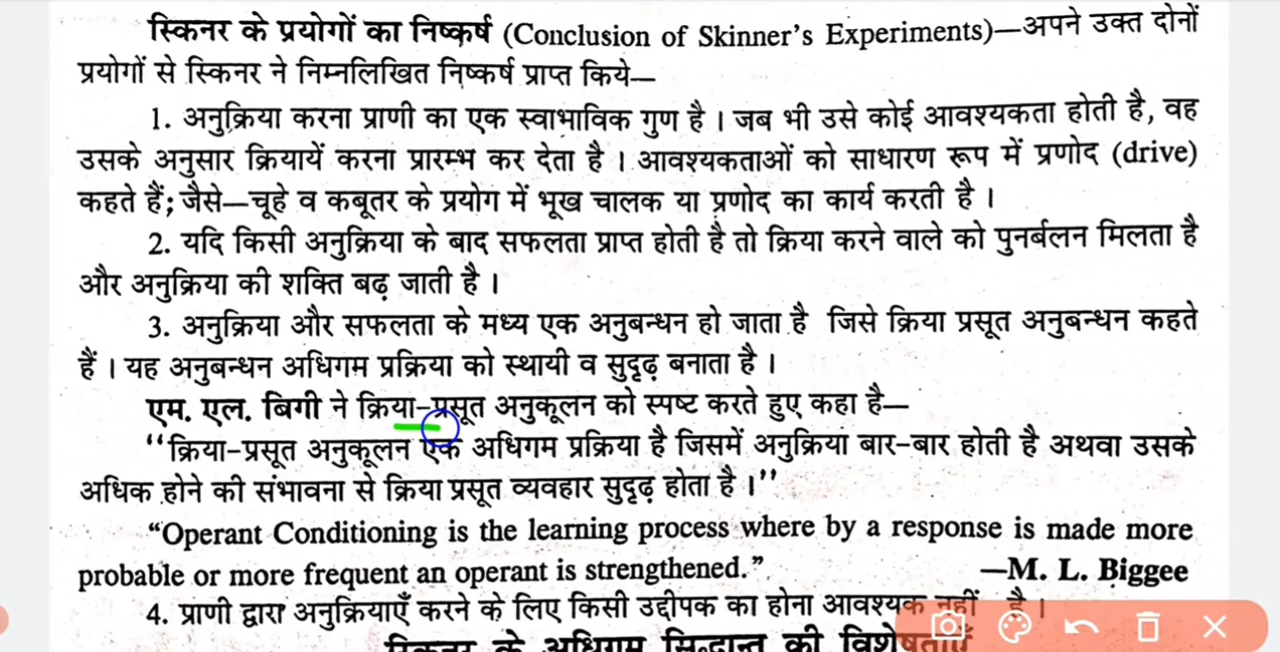 स्किनर के प्रयोगों का निष्कर्ष (Conclusion of Skinner's Experiments)—अपने उक्त दोनों
प्रयोगों से स्किनर ने निम्नलिखित निष्कर्ष प्राप्त किये—
1. अनुक्रिया करना प्राणी का एक स्वाभाविक गुण है । जब भी उसे कोई आवश्यकता होती है, वह
उसके अनुसार क्रियायें करना प्रारम्भ कर देता है । आवश्यकताओं को साधारण रूप में प्रणोद (drive)
कहते हैं; जैसे—चूहे व कबूतर के प्रयोग में भूख चालक या प्रणोद का कार्य करती है ।
2. यदि किसी अनुक्रिया के बाद सफलता प्राप्त होती है तो क्रिया करने वाले को पुनर्बलन मिलता है
और अनुक्रिया की शक्ति बढ़ जाती है ।
3. अनुक्रिया और सफलता के मध्य एक अनुबन्धन हो जाता है जिसे क्रिया प्रसूत अनुबन्धन कहते
हैं । यह अनुबन्धन अधिगम प्रक्रिया को स्थायी व सुदृढ़ बनाता है ।
एम. एल. बिगी ने क्रिया-प्रसूत अनुकूलन को स्पष्ट करते हुए कहा है—
"क्रिया-प्रसूत अनुकूलन एक अधिगम प्रक्रिया है जिसमें अनुक्रिया बार-बार होती है अथवा उसके
अधिक होने की संभावना से क्रिया प्रसूत व्यवहार सुदृढ़ होता है ।"
"Operant Conditioning is the learning process where by a response is made more
probable or more frequent an operant is strengthened." —M. L. Biggee
4. प्राणी द्वारा अनुक्रियाएँ करने के लिए किसी उद्दीपक का होना आवश्यक नहीं है ।
स्किनर के अधिगम सिद्धान्त की विशेषताएँ